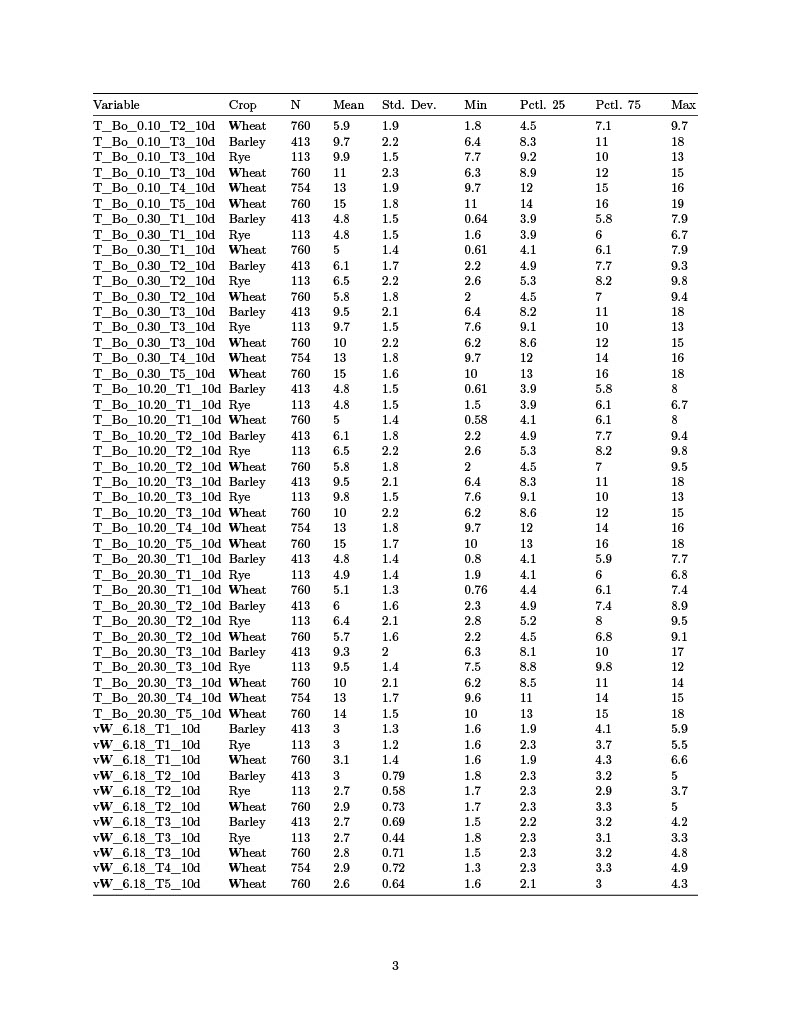 Variable Crop N Mean Std. Dev. Min Pctl. 25 Pctl. 75 Max
T_Bo_0.10_T2_10d Wheat 760 5.9 1.9 1.8 4.5 7.1 9.7
T_Bo_0.10_T3_10d Barley 413 9.7 2.2 6.4 8.3 11 18
T_Bo_0.10_T3_10d Rye 113 9.9 1.5 7.7 9.2 10 13
T_Bo_0.10_T3_10d Wheat 760 11 2.3 6.3 8.9 12 15
T_Bo_0.10_T4_10d Wheat 754 13 1.9 9.7 12 15 16
T_Bo_0.10_T5_10d Wheat 760 15 1.8 11 14 16 19
T_Bo_0.30_T1_10d Barley 413 4.8 1.5 0.64 3.9 5.8 7.9
T_Bo_0.30_T1_10d Rye 113 4.8 1.5 1.6 3.9 6 6.7
T_Bo_0.30_T1_10d Wheat 760 5 1.4 0.61 4.1 6.1 7.9
T_Bo_0.30_T2_10d Barley 413 6.1 1.7 2.2 4.9 7.7 9.3
T_Bo_0.30_T2_10d Rye 113 6.5 2.2 2.6 5.3 8.2 9.8
T_Bo_0.30_T2_10d Wheat 760 5.8 1.8 2 4.5 7 9.4
T_Bo_0.30_T3_10d Barley 413 9.5 2.1 6.4 8.2 11 18
T_Bo_0.30_T3_10d Rye 113 9.7 1.5 7.6 9.1 10 13
T_Bo_0.30_T3_10d Wheat 760 10 2.2 6.2 8.6 12 15
T_Bo_0.30_T4_10d Wheat 754 13 1.8 9.7 12 14 16
T_Bo_0.30_T5_10d Wheat 760 15 1.6 10 13 16 18
T_Bo_10.20_T1_10d Barley 413 4.8 1.5 0.61 3.9 5.8 8
T_Bo_10.20_T1_10d Rye 113 4.8 1.5 1.5 3.9 6.1 6.7
T_Bo_10.20_T1_10d Wheat 760 5 1.4 0.58 4.1 6.1 8
T_Bo_10.20_T2_10d Barley 413 6.1 1.8 2.2 4.9 7.7 9.4
T_Bo_10.20_T2_10d Rye 113 6.5 2.2 2.6 5.3 8.2 9.8
T_Bo_10.20_T2_10d Wheat 760 5.8 1.8 2 4.5 7 9.5
T_Bo_10.20_T3_10d Barley 413 9.5 2.1 6.4 8.3 11 18
T_Bo_10.20_T3_10d Rye 113 9.8 1.5 7.6 9.1 10 13
T_Bo_10.20_T3_10d Wheat 760 10 2.2 6.2 8.6 12 15
T_Bo_10.20_T4_10d Wheat 754 13 1.8 9.7 12 14 16
T_Bo_10.20_T5_10d Wheat 760 15 1.7 10 13 16 18
T_Bo_20.30_T1_10d Barley 413 4.8 1.4 0.8 4.1 5.9 7.7
T_Bo_20.30_T1_10d Rye 113 4.9 1.4 1.9 4.1 6 6.8
T_Bo_20.30_T1_10d Wheat 760 5.1 1.3 0.76 4.4 6.1 7.4
T_Bo_20.30_T2_10d Barley 413 6 1.6 2.3 4.9 7.4 8.9
T_Bo_20.30_T2_10d Rye 113 6.4 2.1 2.8 5.2 8 9.5
T_Bo_20.30_T2_10d Wheat 760 5.7 1.6 2.2 4.5 6.8 9.1
T_Bo_20.30_T3_10d Barley 413 9.3 2 6.3 8.1 10 17
T_Bo_20.30_T3_10d Rye 113 9.5 1.4 7.5 8.8 9.8 12
T_Bo_20.30_T3_10d Wheat 760 10 2.1 6.2 8.5 11 14
T_Bo_20.30_T4_10d Wheat 754 13 1.7 9.6 11 14 15
T_Bo_20.30_T5_10d Wheat 760 14 1.5 10 13 15 18
vW_6.18_T1_10d Barley 413 3 1.3 1.6 1.9 4.1 5.9
vW_6.18_T1_10d Rye 113 3 1.2 1.6 2.3 3.7 5.5
vW_6.18_T1_10d Wheat 760 3.1 1.4 1.6 1.9 4.3 6.6
vW_6.18_T2_10d Barley 413 3 0.79 1.8 2.3 3.2 5
vW_6.18_T2_10d Rye 113 2.7 0.58 1.7 2.3 2.9 3.7
vW_6.18_T2_10d Wheat 760 2.9 0.73 1.7 2.3 3.3 5
vW_6.18_T3_10d Barley 413 2.7 0.69 1.5 2.2 3.2 4.2
vW_6.18_T3_10d Rye 113 2.7 0.44 1.8 2.3 3.1 3.3
vW_6.18_T3_10d Wheat 760 2.8 0.71 1.5 2.3 3.2 4.8
vW_6.18_T4_10d Wheat 754 2.9 0.72 1.3 2.3 3.3 4.9
vW_6.18_T5_10d Wheat 760 2.6 0.64 1.6 2.1 3 4.3
3